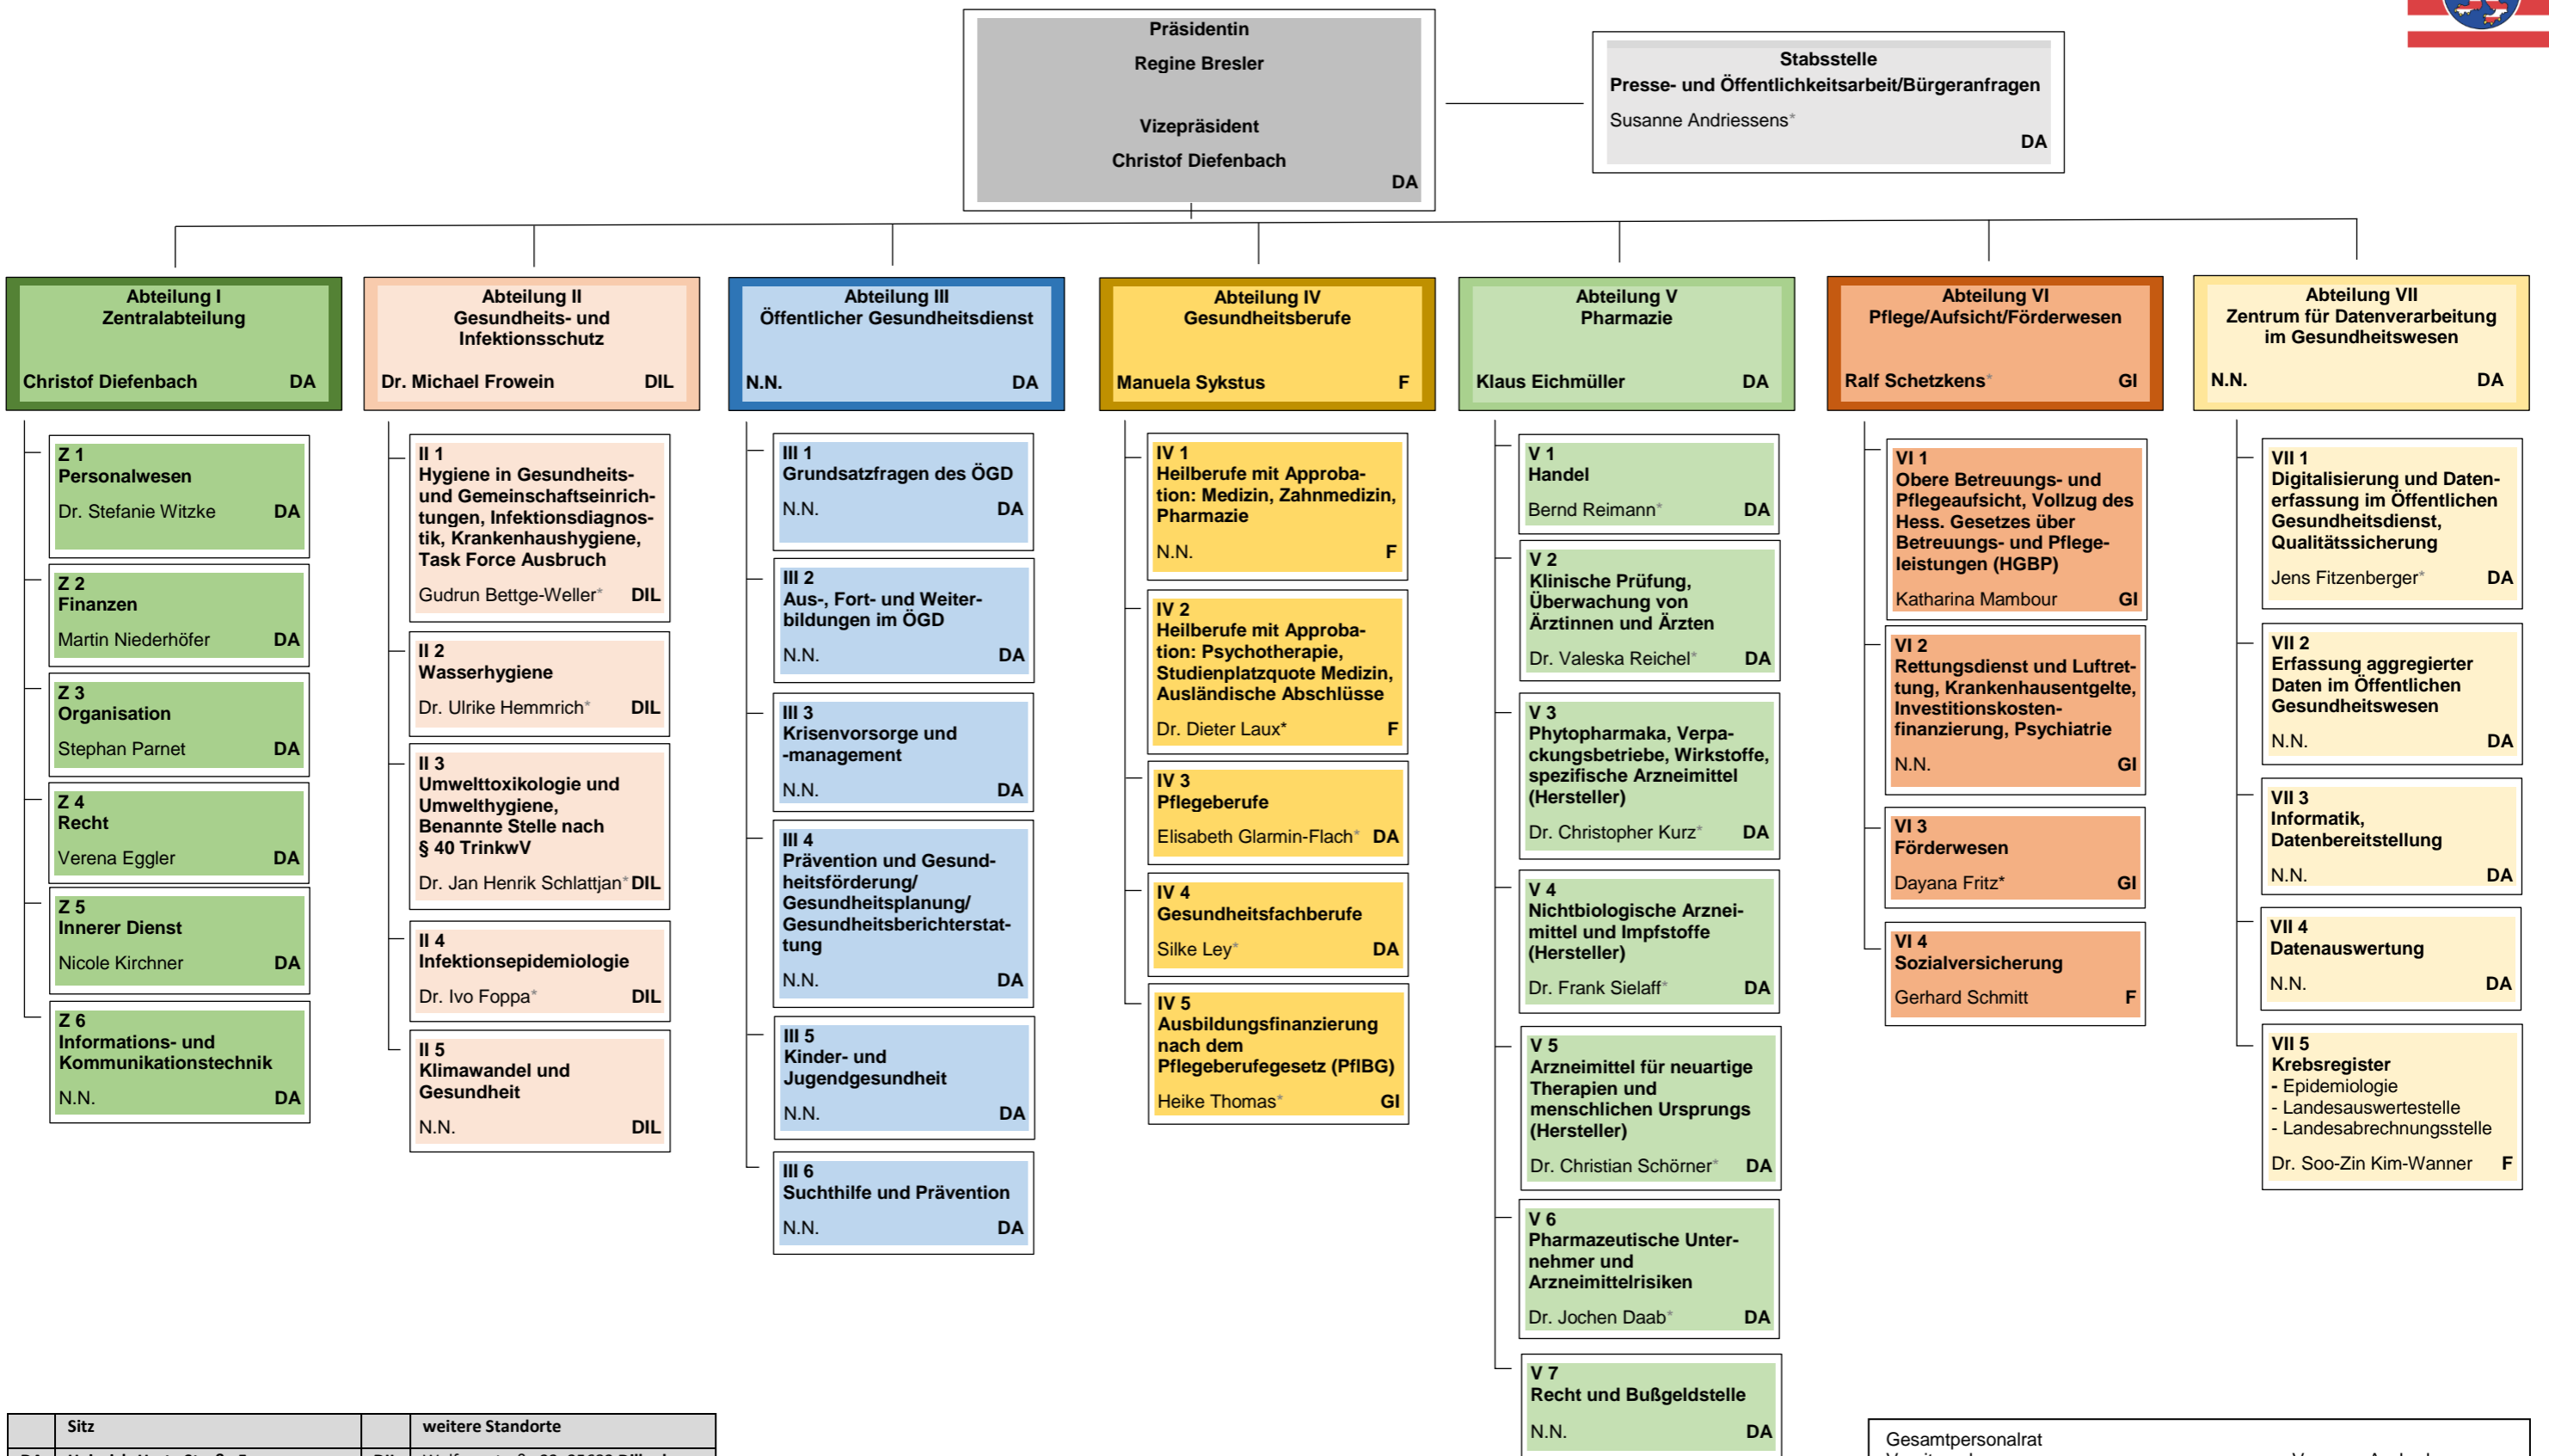 Präsidentin
Regine Bresler
Vizepräsident
Christof Diefenbach
DA
Stabsstelle
Presse- und Öffentlichkeitsarbeit/Bürgeranfragen
Susanne Andriessens*
DA
Abteilung I
Zentralabteilung
Christof Diefenbach DA
Z 1
Personalwesen
Dr. Stefanie Witzke DA
Z 2
Finanzen
Martin Niederhöfer DA
Z 3
Organisation
Stephan Parnet DA
Z 4
Recht
Verena Eggler DA
Z 5
Innerer Dienst
Nicole Kirchner DA
Z 6
Informations- und
Kommunikationstechnik
N.N. DA
Abteilung II
Gesundheits- und
Infektionsschutz
Dr. Michael Frowein DIL
II 1
Hygiene in Gesundheits-
und Gemeinschaftseinrich-
tungen, Infektionsdiagnos-
tik, Krankenhaushygiene,
Task Force Ausbruch
Gudrun Bettge-Weller* DIL
II 2
Wasserhygiene
Dr. Ulrike Hemmrich* DIL
II 3
Umwelttoxikologie und
Umwelthygiene,
Benannte Stelle nach
§ 40 TrinkwV
Dr. Jan Henrik Schlattjan* DIL
II 4
Infektionsepidemiologie
Dr. Ivo Foppa* DIL
II 5
Klimawandel und
Gesundheit
N.N. DIL
Abteilung III
Öffentlicher Gesundheitsdienst
N.N. DA
III 1
Grundsatzfragen des ÖGD
N.N. DA
III 2
Aus-, Fort- und Weiter-
bildungen im ÖGD
N.N. DA
III 3
Krisenvorsorge und
-management
N.N. DA
III 4
Prävention und Gesund-
heitsförderung/
Gesundheitsplanung/
Gesundheitsberichterstat-
tung
N.N. DA
III 5
Kinder- und
Jugendgesundheit
N.N. DA
III 6
Suchthilfe und Prävention
N.N. DA
Abteilung IV
Gesundheitsberufe
Manuela Sykstus F
IV 1
Heilberufe mit Approba-
tion: Medizin, Zahnmedizin,
Pharmazie
N.N. F
IV 2
Heilberufe mit Approba-
tion: Psychotherapie,
Studienplatzquote Medizin,
Ausländische Abschlüsse
Dr. Dieter Laux* F
IV 3
Pflegeberufe
Elisabeth Glarmin-Flach* DA
IV 4
Gesundheitsfachberufe
Silke Ley* DA
IV 5
Ausbildungsfinanzierung
nach dem
Pflegeberufegesetz (PflBG)
Heike Thomas* GI
Abteilung V
Pharmazie
Klaus Eichmüller DA
V 1
Handel
Bernd Reimann* DA
V 2
Klinische Prüfung,
Überwachung von
Ärztinnen und Ärzten
Dr. Valeska Reichel* DA
V 3
Phytopharmaka, Verpa-
ckungsbetriebe, Wirkstoffe,
spezifische Arzneimittel
(Hersteller)
Dr. Christopher Kurz* DA
V 4
Nichtbiologische Arznei-
mittel und Impfstoffe
(Hersteller)
Dr. Frank Sielaff* DA
V 5
Arzneimittel für neuartige
Therapien und
menschlichen Ursprungs
(Hersteller)
Dr. Christian Schörner* DA
V 6
Pharmazeutische Unter-
nehmer und
Arzneimittelrisiken
Dr. Jochen Daab* DA
V 7
Recht und Bußgeldstelle
N.N. DA
Abteilung VI
Pflege/Aufsicht/Förderwesen
Ralf Schetzkens* GI
VI 1
Obere Betreuungs- und
Pflegeaufsicht, Vollzug des
Hess. Gesetzes über
Betreuungs- und Pflege-
leistungen (HGBP)
Katharina Mambour GI
VI 2
Rettungsdienst und Luftret-
tung, Krankenhausentgelte,
Investitionskosten-
finanzierung, Psychiatrie
N.N. GI
VI 3
Förderwesen
Dayana Fritz* GI
VI 4
Sozialversicherung
Gerhard Schmitt F
Abteilung VII
Zentrum für Datenverarbeitung
im Gesundheitswesen
N.N. DA
VII 1
Digitalisierung und Daten-
erfassung im Öffentlichen
Gesundheitsdienst,
Qualitätssicherung
Jens Fitzenberger* DA
VII 2
Erfassung aggregierter
Daten im Öffentlichen
Gesundheitswesen
N.N. DA
VII 3
Informatik,
Datenbereitstellung
N.N. DA
VII 4
Datenauswertung
N.N. DA
VII 5
Krebsregister
- Epidemiologie
- Landesauswertestelle
- Landesabrechnungsstelle
Dr. Soo-Zin Kim-Wanner F
Sitz weitere Standorte
Gesamtpersonalrat